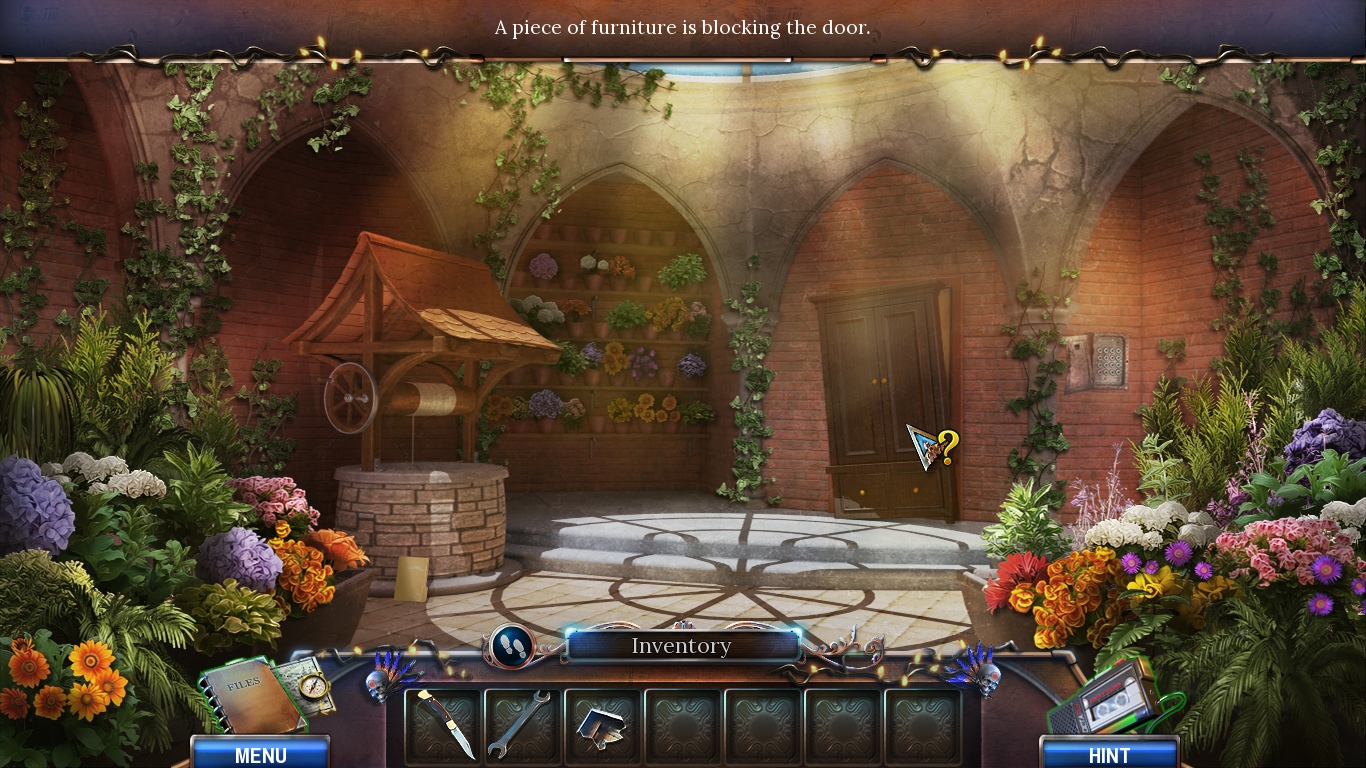 A piece of furniture is blocking the door.
Inventory
FILES
MENU
HINT